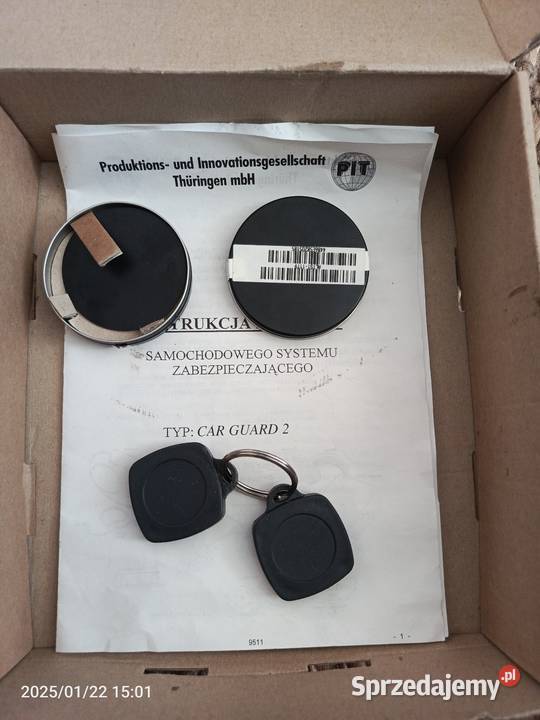 Produktions- und Innovationsgesellschaft
Thüringen mbH
PIT
TRUKCJA
SAMOCHODOWEGO SYSTEMU
ZABEZPIECZAJĄCEGO
TYP: CAR GUARD 2
9511
- 1 -
2025/01/22 15:01
Sprzedajemy.pl